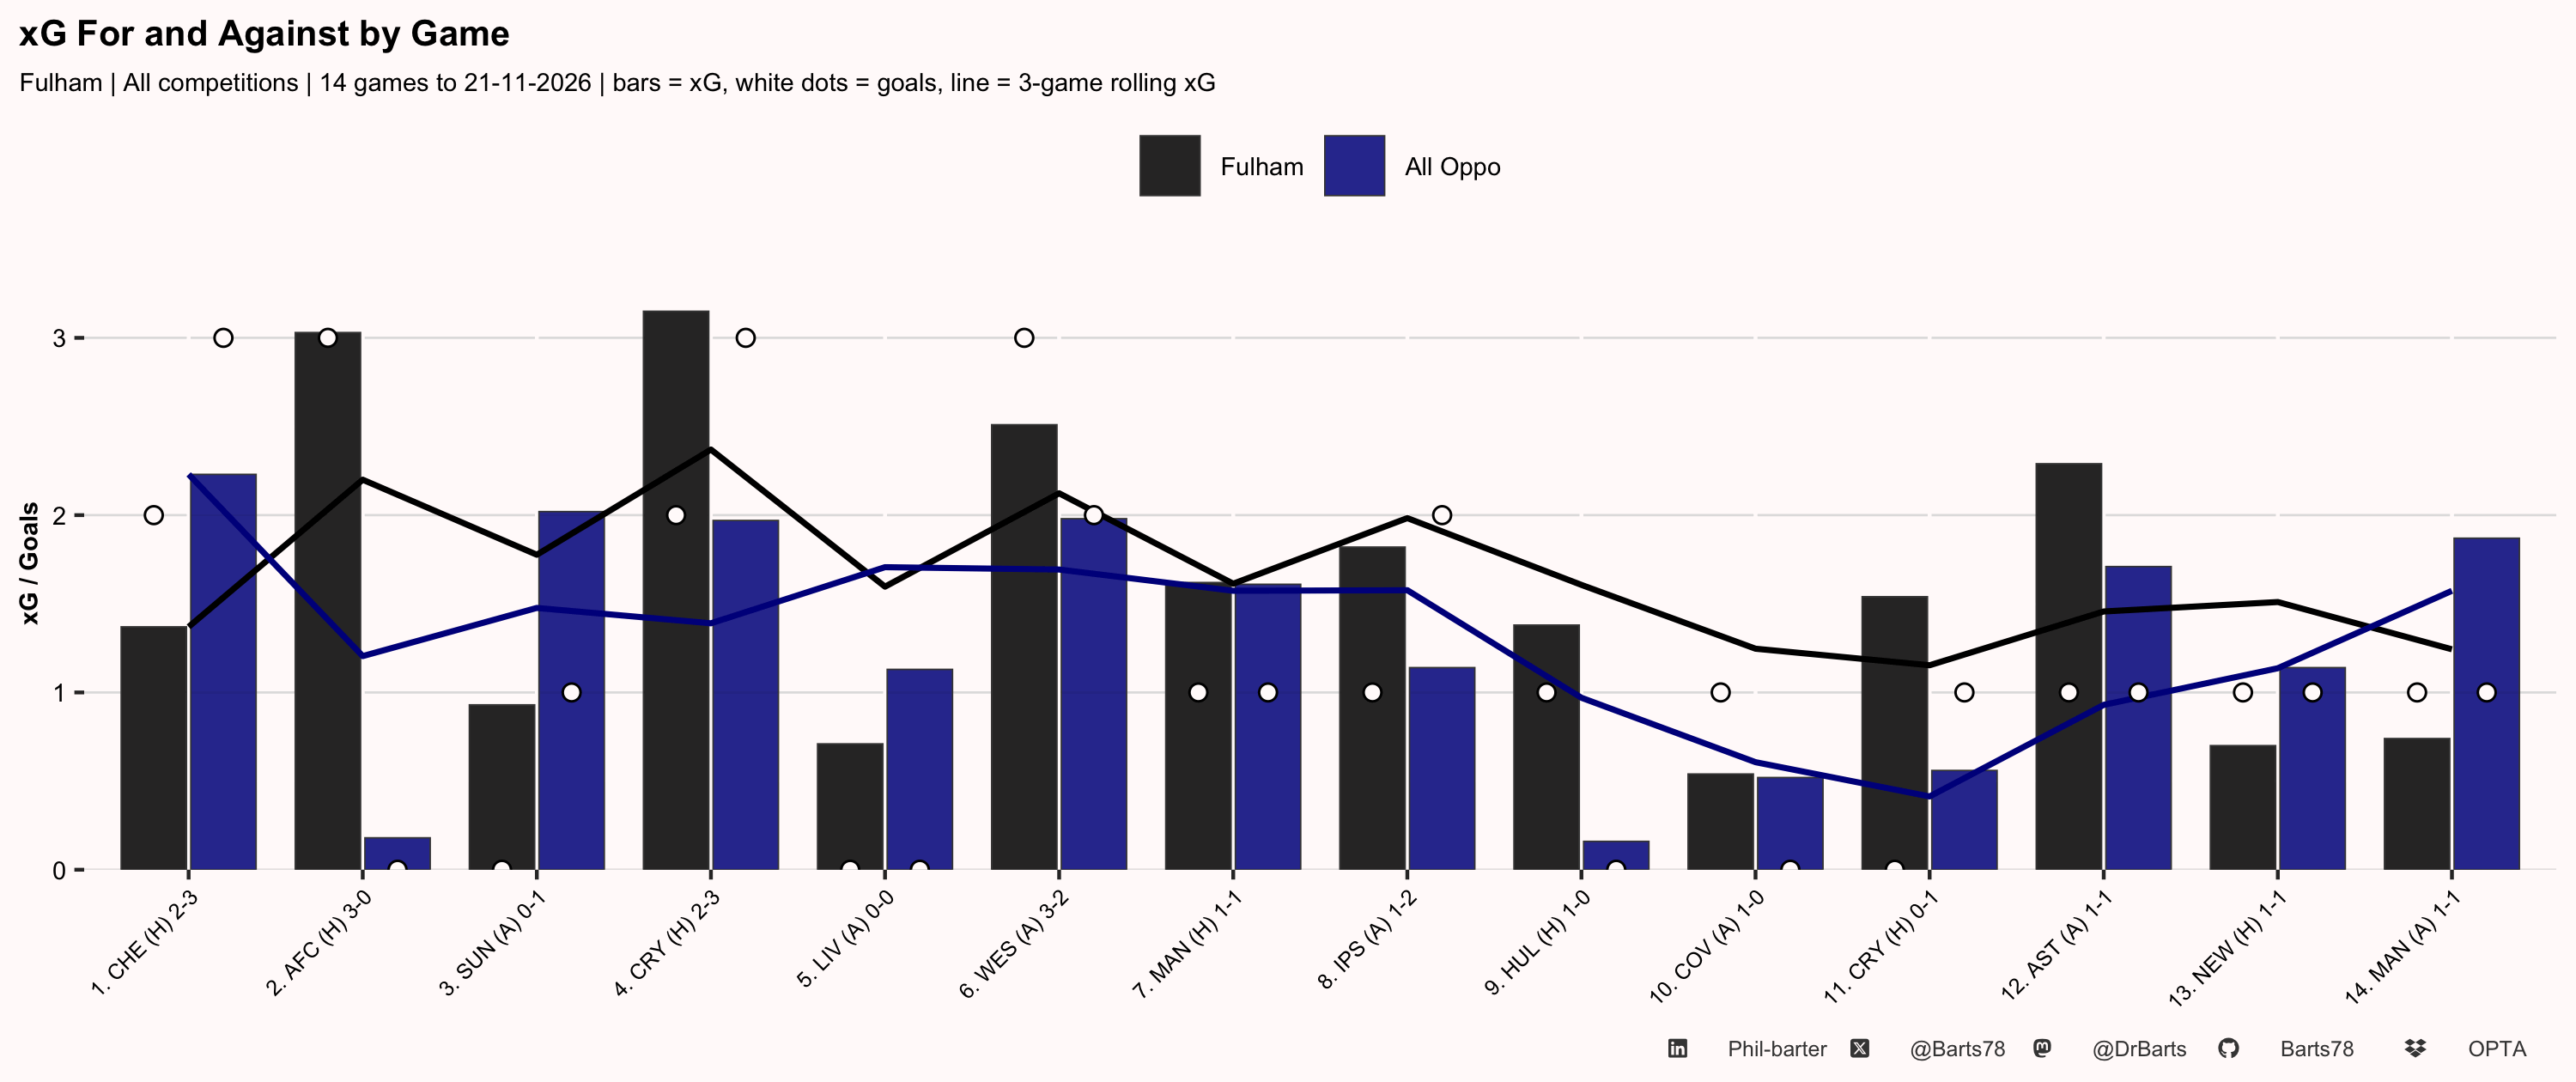 xG For and Against by Game
Fulham | All competitions | 14 games to 21-11-2026 | bars = xG, white dots = goals, line = 3-game rolling xG
Fulham
All Oppo
xG / Goals
3
2
1
0
1. CHE (H) 2-3
2. AFC (H) 3-0
3. SUN (A) 0-1
4. CRY (H) 2-3
5. LIV (A) 0-0
6. WES (A) 3-2
7. MAN (H) 1-1
8. IPS (A) 1-2
9. HUL (H) 1-0
10. COV (A) 1-0
11. CRY (H) 0-1
12. AST (A) 1-1
13. NEW (H) 1-1
14. MAN (A) 1-1
Phil-barter @Barts78 @DrBarts Barts78 OPTA